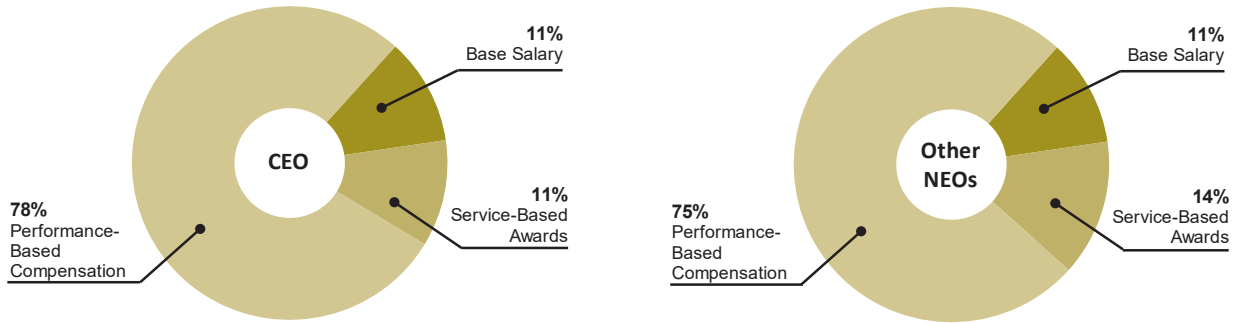 11%
Base Salary
CEO
78%
Performance-
Based
Compensation
11%
Service-Based
Awards
11%
Base Salary
Other
NEOs
75%
Performance-
Based
Compensation
14%
Service-Based
Awards